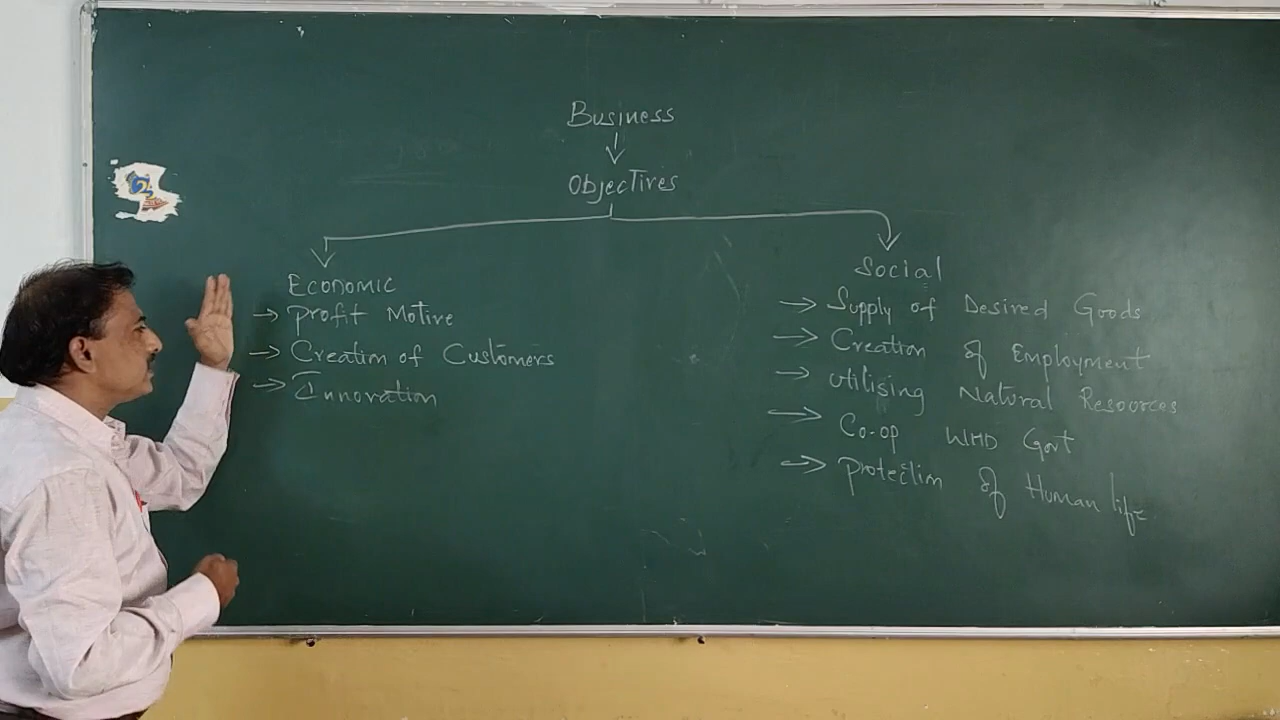 Business
Objectives
Economic
→ Profit Motive
→ Creation of Customers
→ Innovation
Social
→ Supply of Desired Goods
→ Creation of Employment
→ Utilising Natural Resources
→ Co-op with Govt
→ Protection of Human life